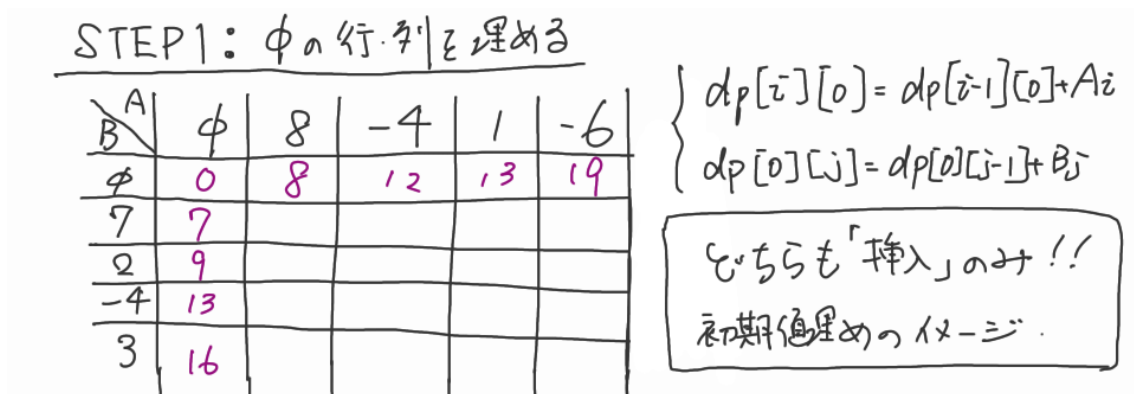 STEP1: φの行・列を埋める
A
B φ 8 -4 1 -6
φ 0 8 12 13 19
7 7
2 9
-4 13
3 16
dp[i][0]=dp[i-1][0]+Ai
dp[0][j]=dp[0][j-1]+Bj
どちらも「挿入」のみ!!
初期値埋めのイメージ.